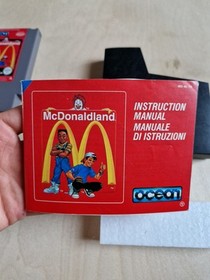 McDonaldland
INSTRUCTION
MANUAL
MANUALE
DI ISTRUZIONI
ocean